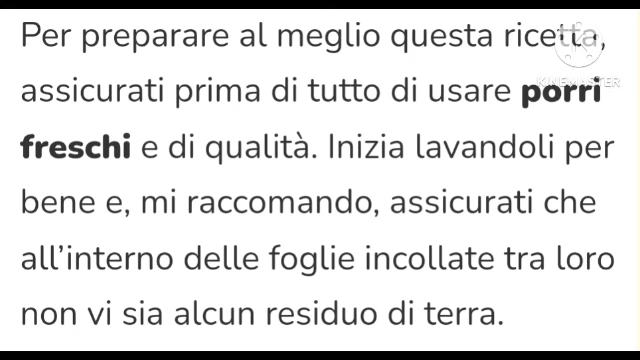 Per preparare al meglio questa ricetta,
assicurati prima di tutto di usare porri
freschi e di qualità. Inizia lavandoli per
bene e, mi raccomando, assicurati che
all’interno delle foglie incollate tra loro
non vi sia alcun residuo di terra.
KINEMASTER